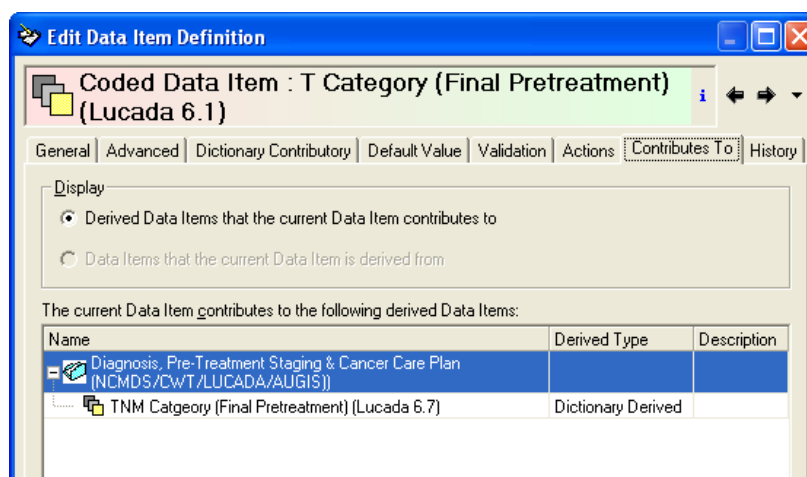 Edit Data Item Definition
Coded Data Item : T Category (Final Pretreatment)
(Lucada 6.1)
i
General Advanced Dictionary Contributory Default Value Validation Actions Contributes To History
Display
Derived Data Items that the current Data Item contributes to
Data Items that the current Data Item is derived from
The current Data Item contributes to the following derived Data Items:
Name Derived Type Description
Diagnosis, Pre-Treatment Staging & Cancer Care Plan
(NCMDS/CWT/LUCADA/AUGIS))
TNM Catgeory (Final Pretreatment) (Lucada 6.7) Dictionary Derived